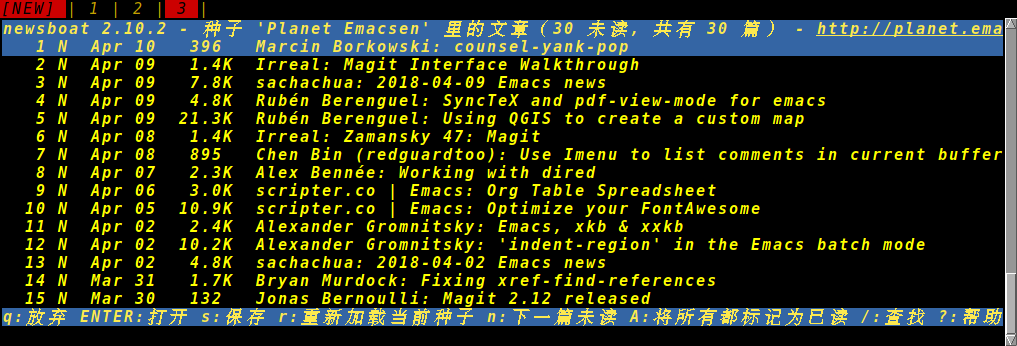 [NEW] | 1 | 2 | 3 |
newsboat 2.10.2 - 种子 'Planet Emacsen' 里的文章（30 未读, 共有 30 篇） - http://planet.ema
1 N Apr 10 396 Marcin Borkowski: counsel-yank-pop
2 N Apr 09 1.4K Irreal: Magit Interface Walkthrough
3 N Apr 09 7.8K sachachua: 2018-04-09 Emacs news
4 N Apr 09 4.8K Rubén Berenguel: SyncTeX and pdf-view-mode for emacs
5 N Apr 09 21.3K Rubén Berenguel: Using QGIS to create a custom map
6 N Apr 08 1.4K Irreal: Zamansky 47: Magit
7 N Apr 08 895 Chen Bin (redguardtoo): Use Imenu to list comments in current buffer
8 N Apr 07 2.3K Alex Bennée: Working with dired
9 N Apr 06 3.0K scripter.co | Emacs: Org Table Spreadsheet
10 N Apr 05 10.9K scripter.co | Emacs: Optimize your FontAwesome
11 N Apr 02 2.4K Alexander Gromnitsky: Emacs, xkb & xxkb
12 N Apr 02 10.2K Alexander Gromnitsky: 'indent-region' in the Emacs batch mode
13 N Apr 02 4.8K sachachua: 2018-04-02 Emacs news
14 N Mar 31 1.7K Bryan Murdock: Fixing xref-find-references
15 N Mar 30 132 Jonas Bernoulli: Magit 2.12 released
q:放弃 ENTER:打开 s:保存 r:重新加载当前种子 n:下一篇未读 A:将所有都标记为已读 /:查找 ?:帮助